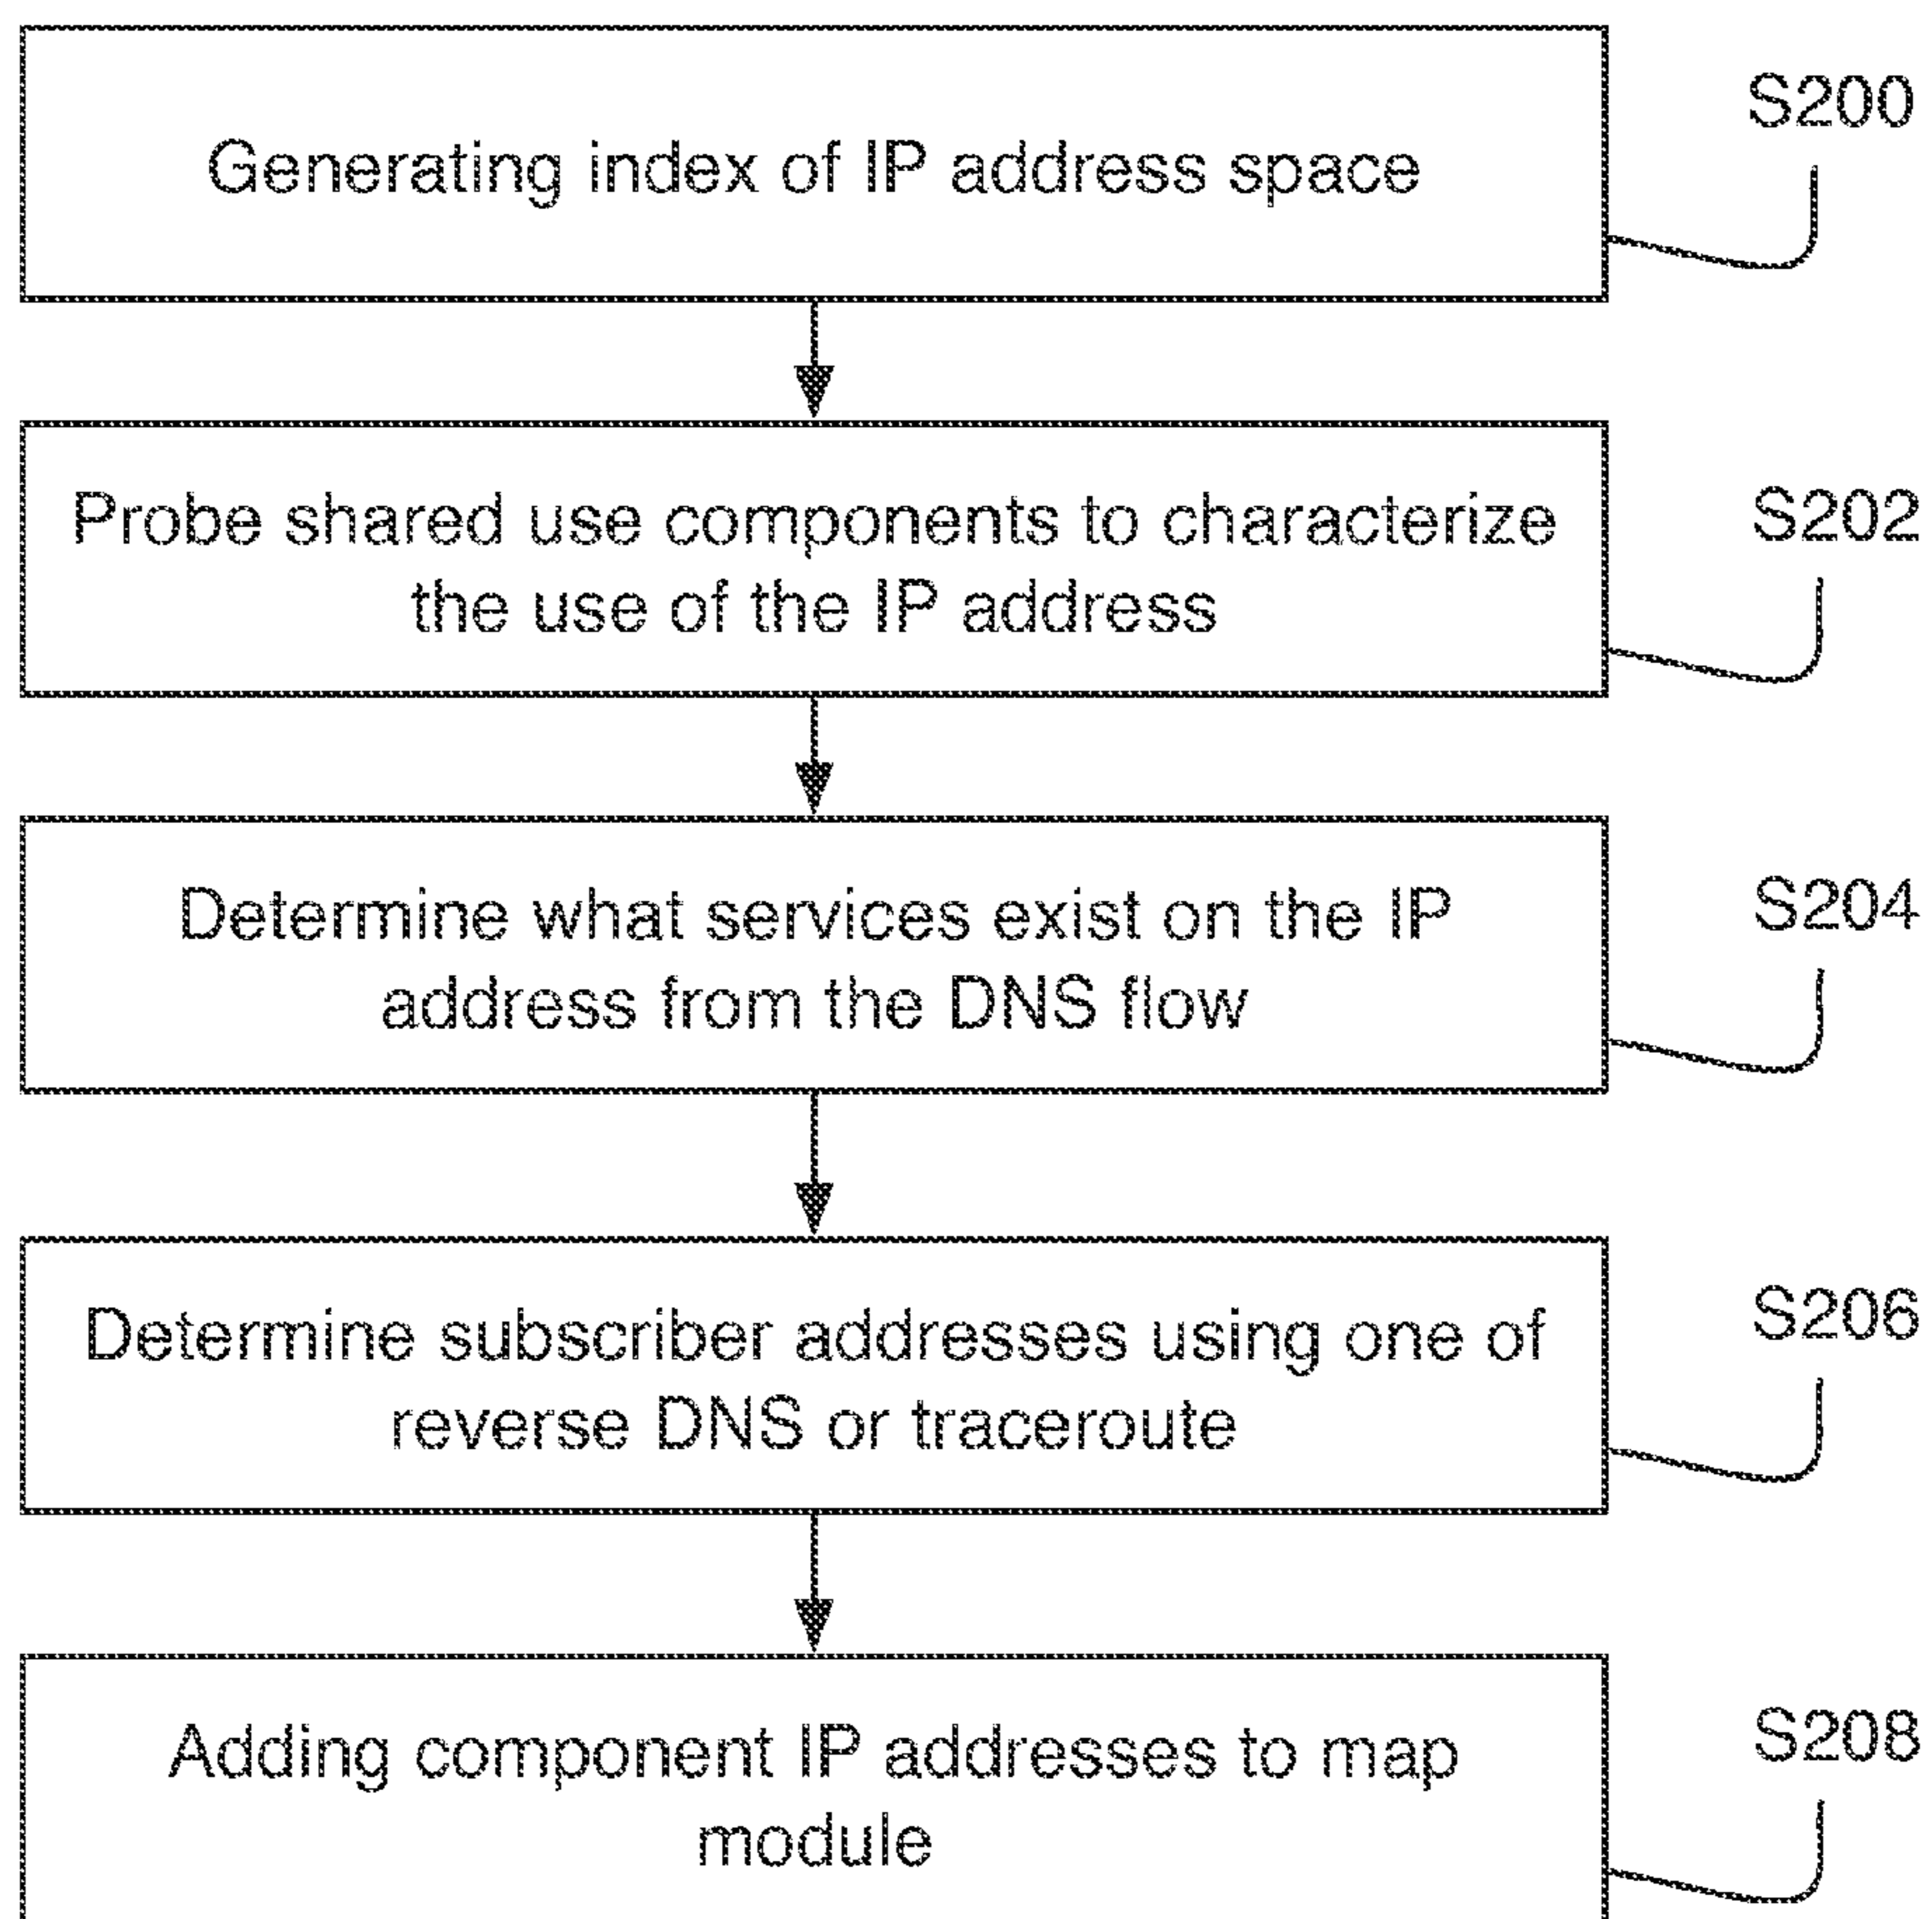 Generating index of IP address space
S200
Probe shared use components to characterize
the use of the IP address
S202
Determine what services exist on the IP
address from the DNS flow
S204
Determine subscriber addresses using one of
reverse DNS or traceroute
S206
Adding component IP addresses to map
module
S208